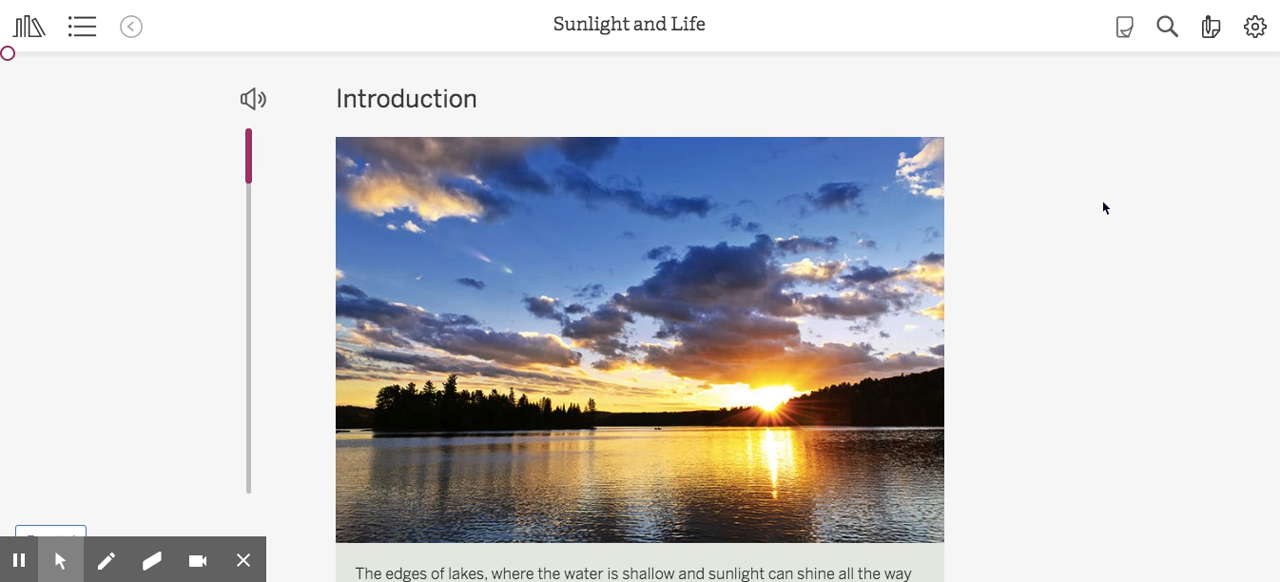 Sunlight and Life
Introduction
The edges of lakes, where the water is shallow and sunlight can shine all the way